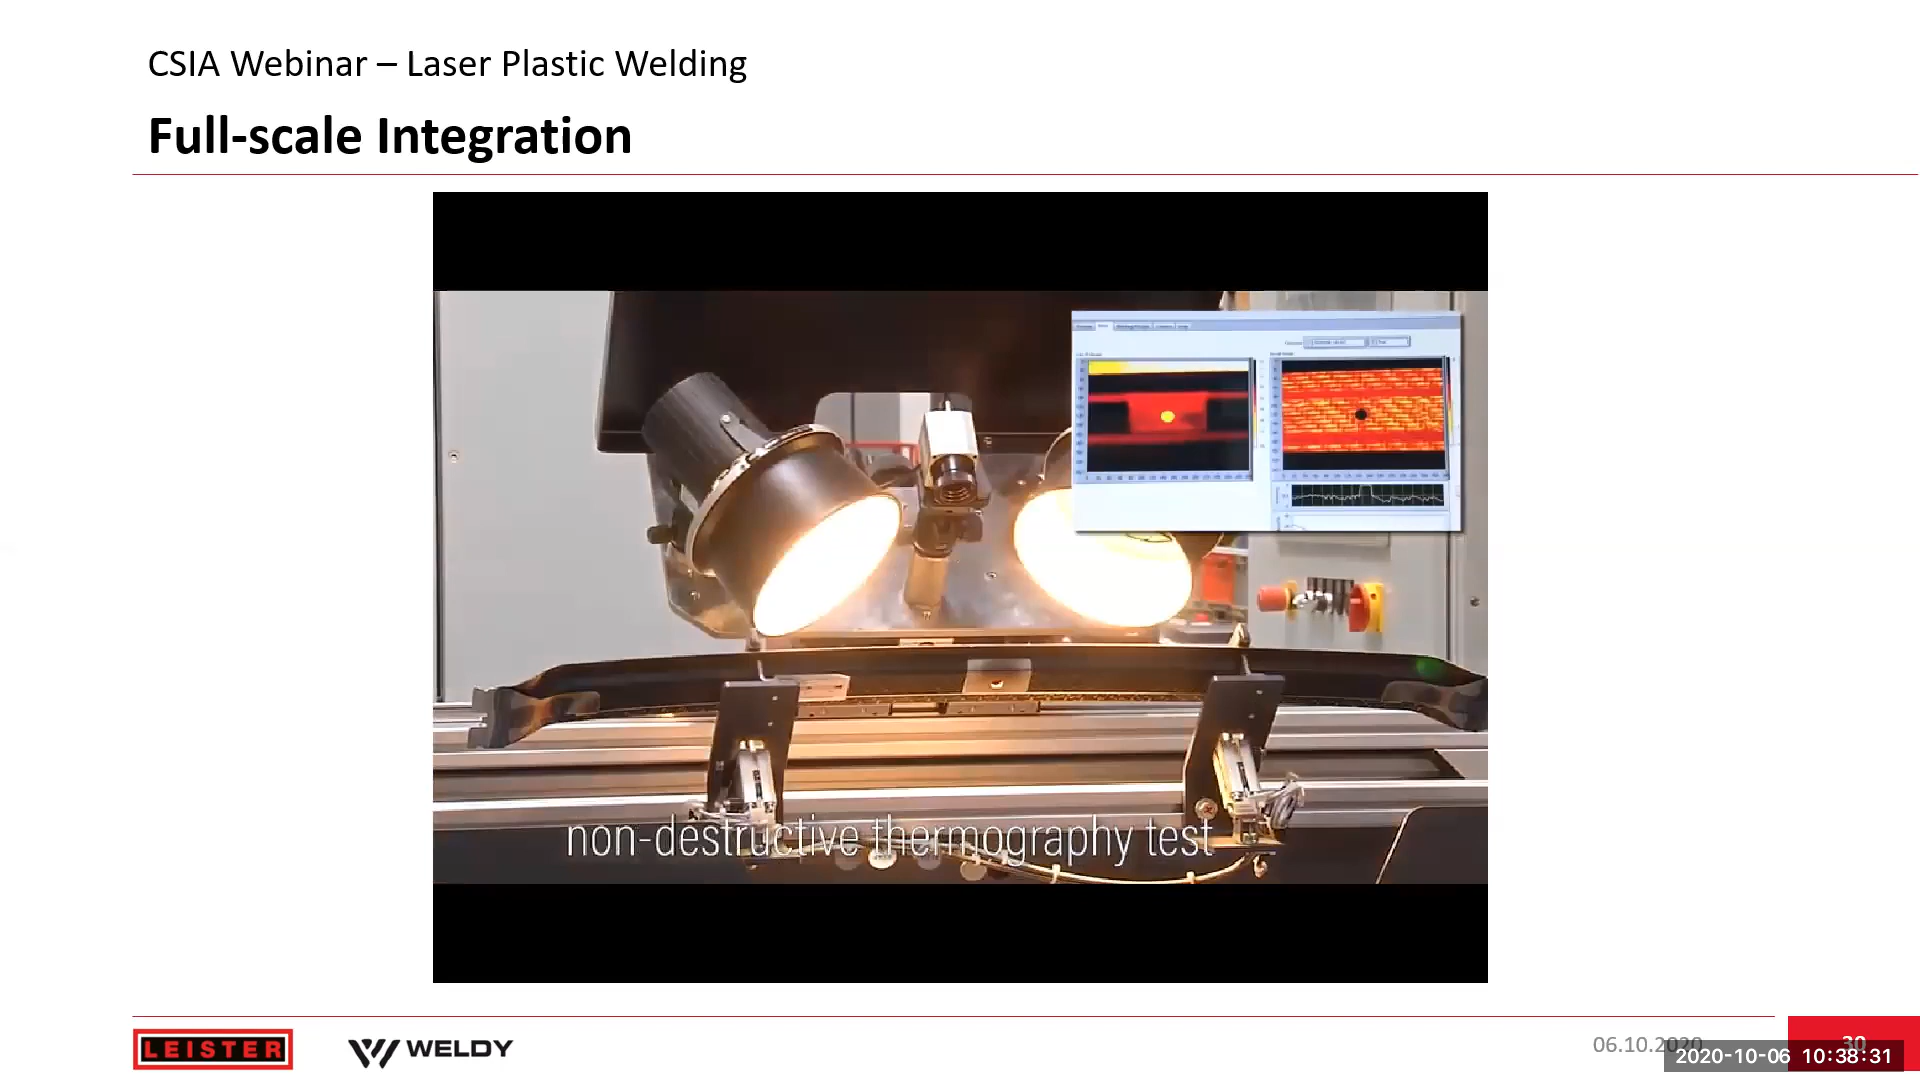 CSIA Webinar – Laser Plastic Welding
Full-scale Integration
non-destructive thermography test
LEISTER
WELDY
06.10.2020
30
2020-10-06 10:38:31